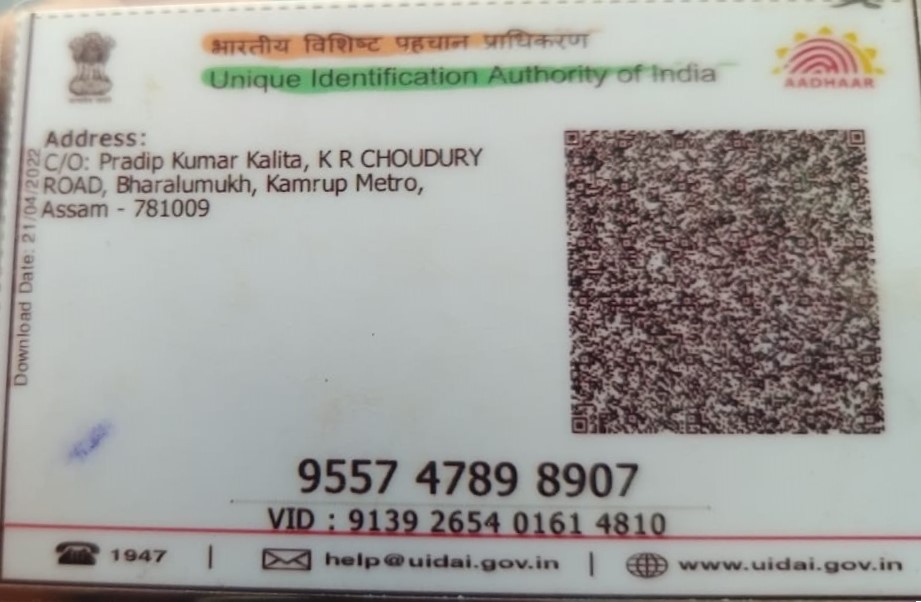 भारतीय विशिष्ट पहचान प्राधिकरण
Unique Identification Authority of India
AADHAAR
Address:
C/O: Pradip Kumar Kalita, K R CHOUDURY
ROAD, Bharalumukh, Kamrup Metro,
Assam - 781009
Download Date: 21/04/2022
9557 4789 8907
VID : 9139 2654 0161 4810
1947 | help@uidai.gov.in | www.uidai.gov.in